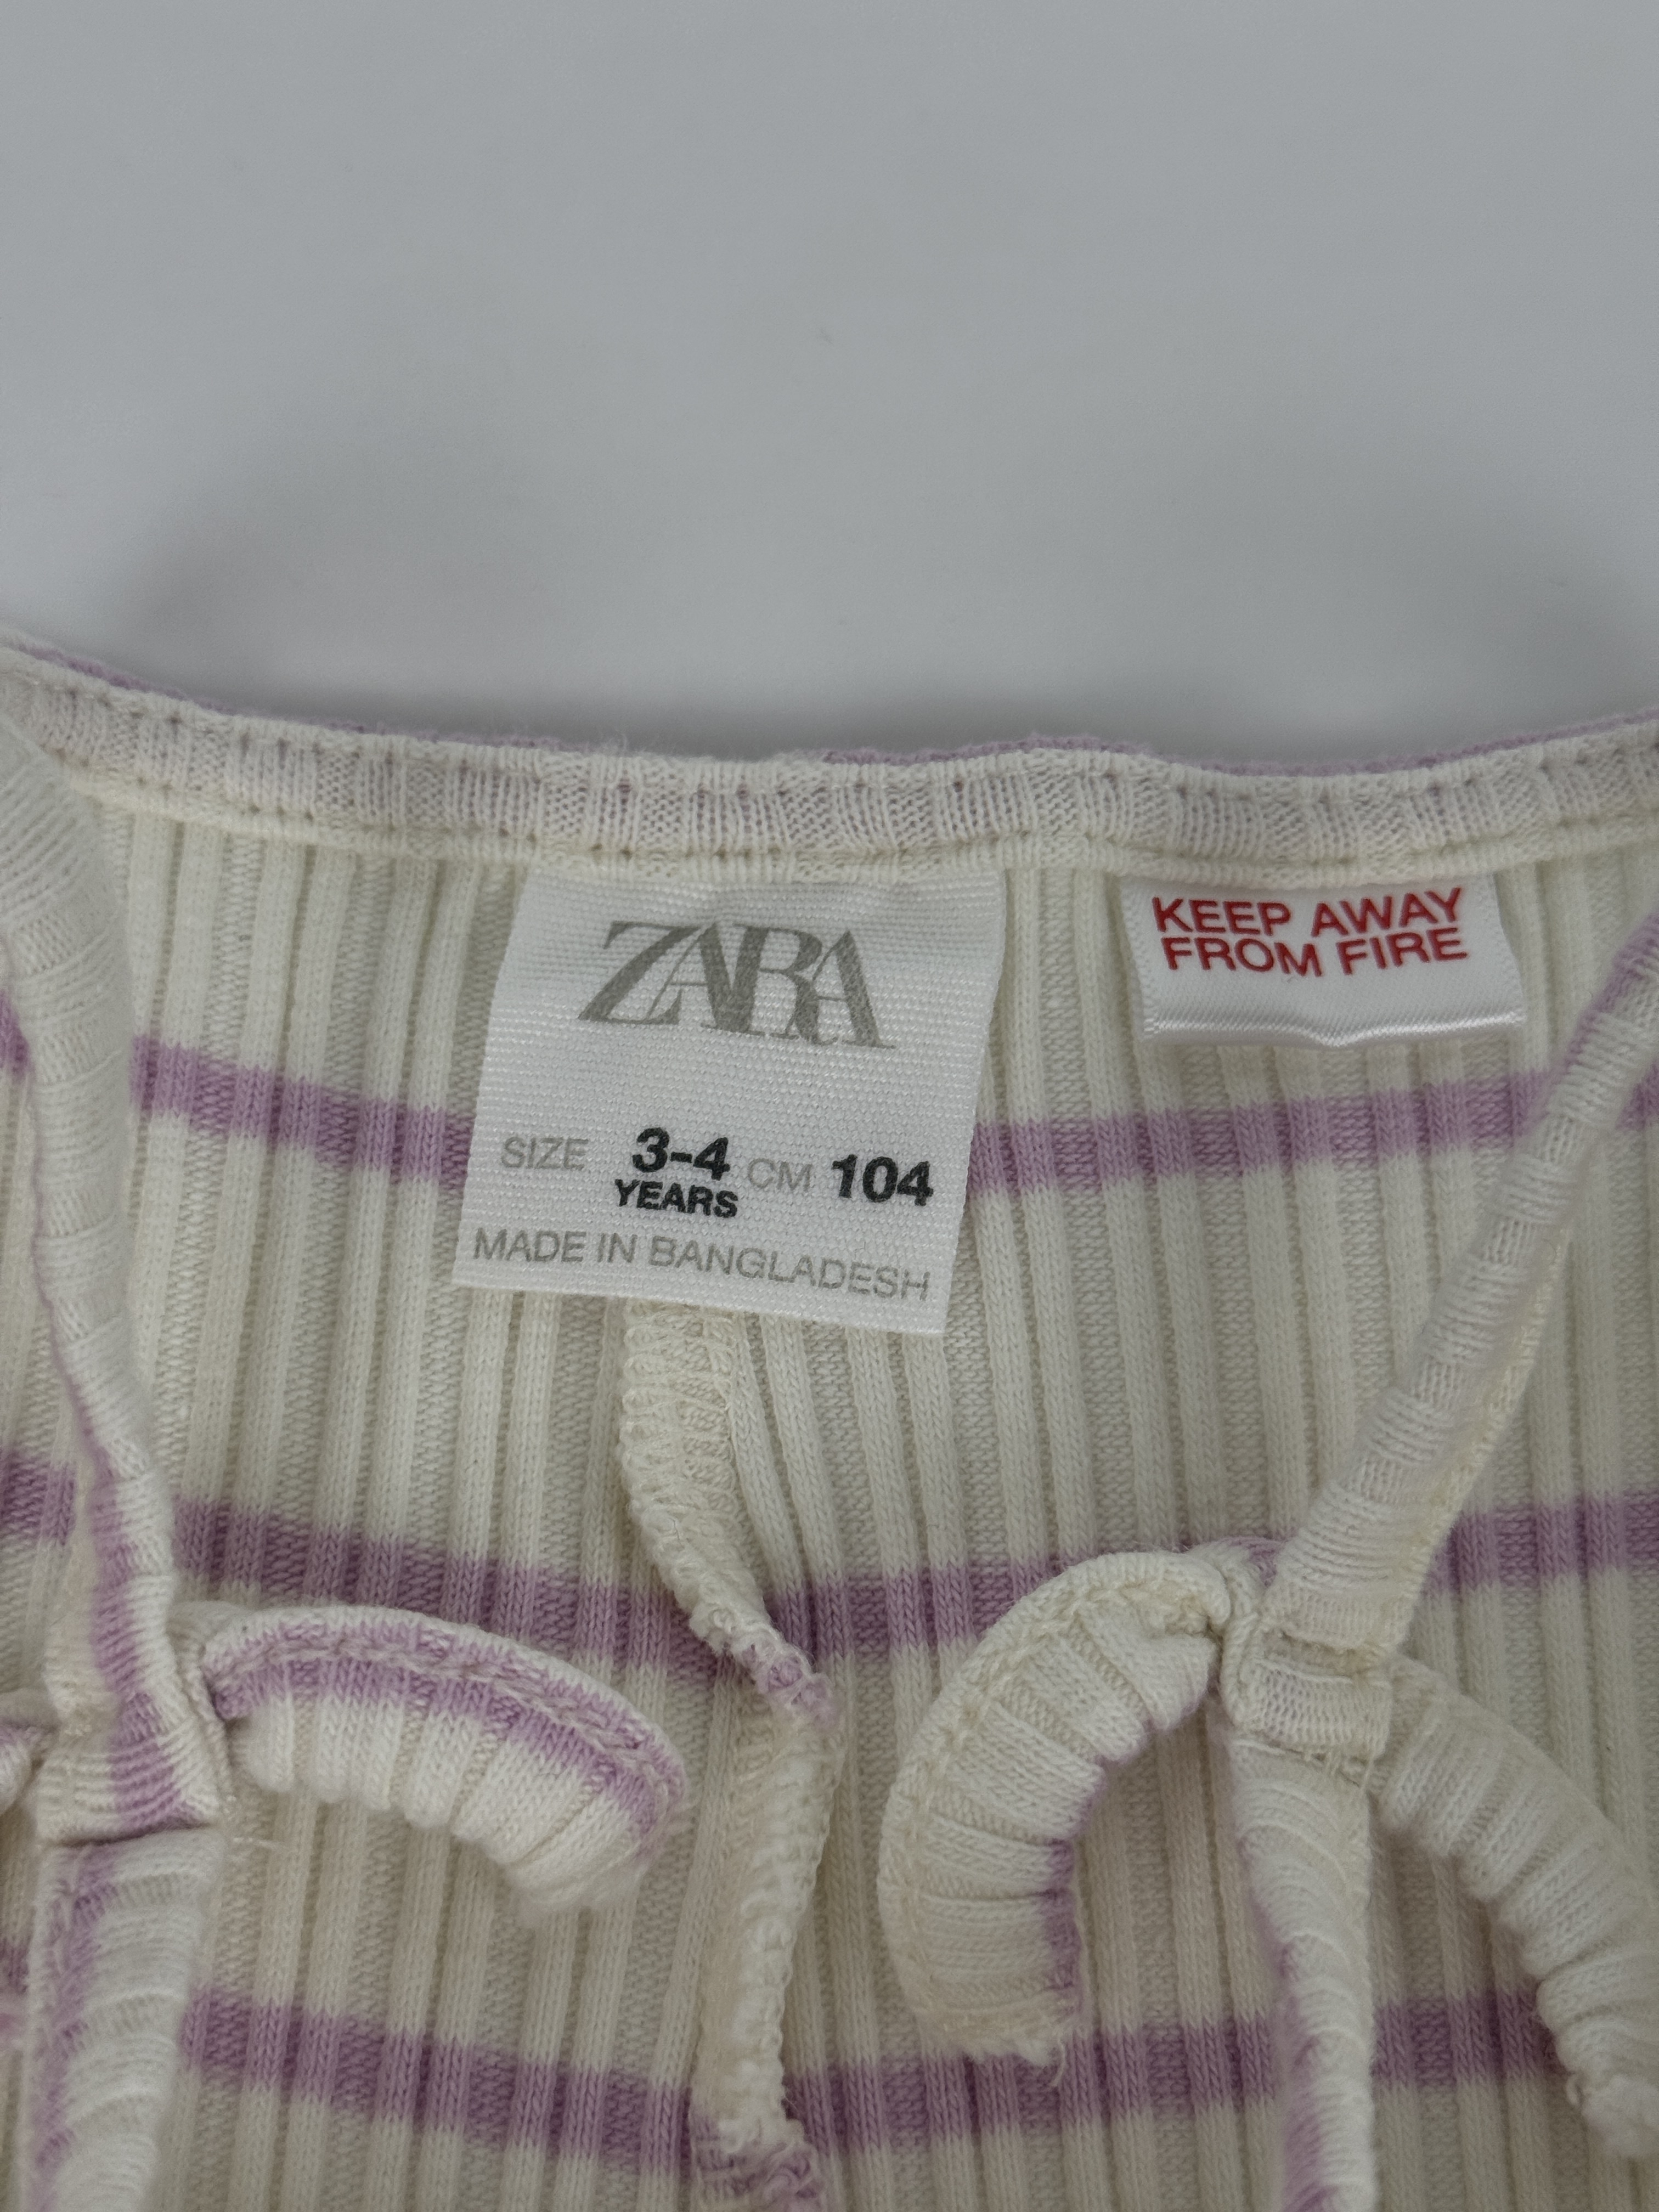 ZARA
SIZE 3-4 CM 104
YEARS
MADE IN BANGLADESH
KEEP AWAY
FROM FIRE